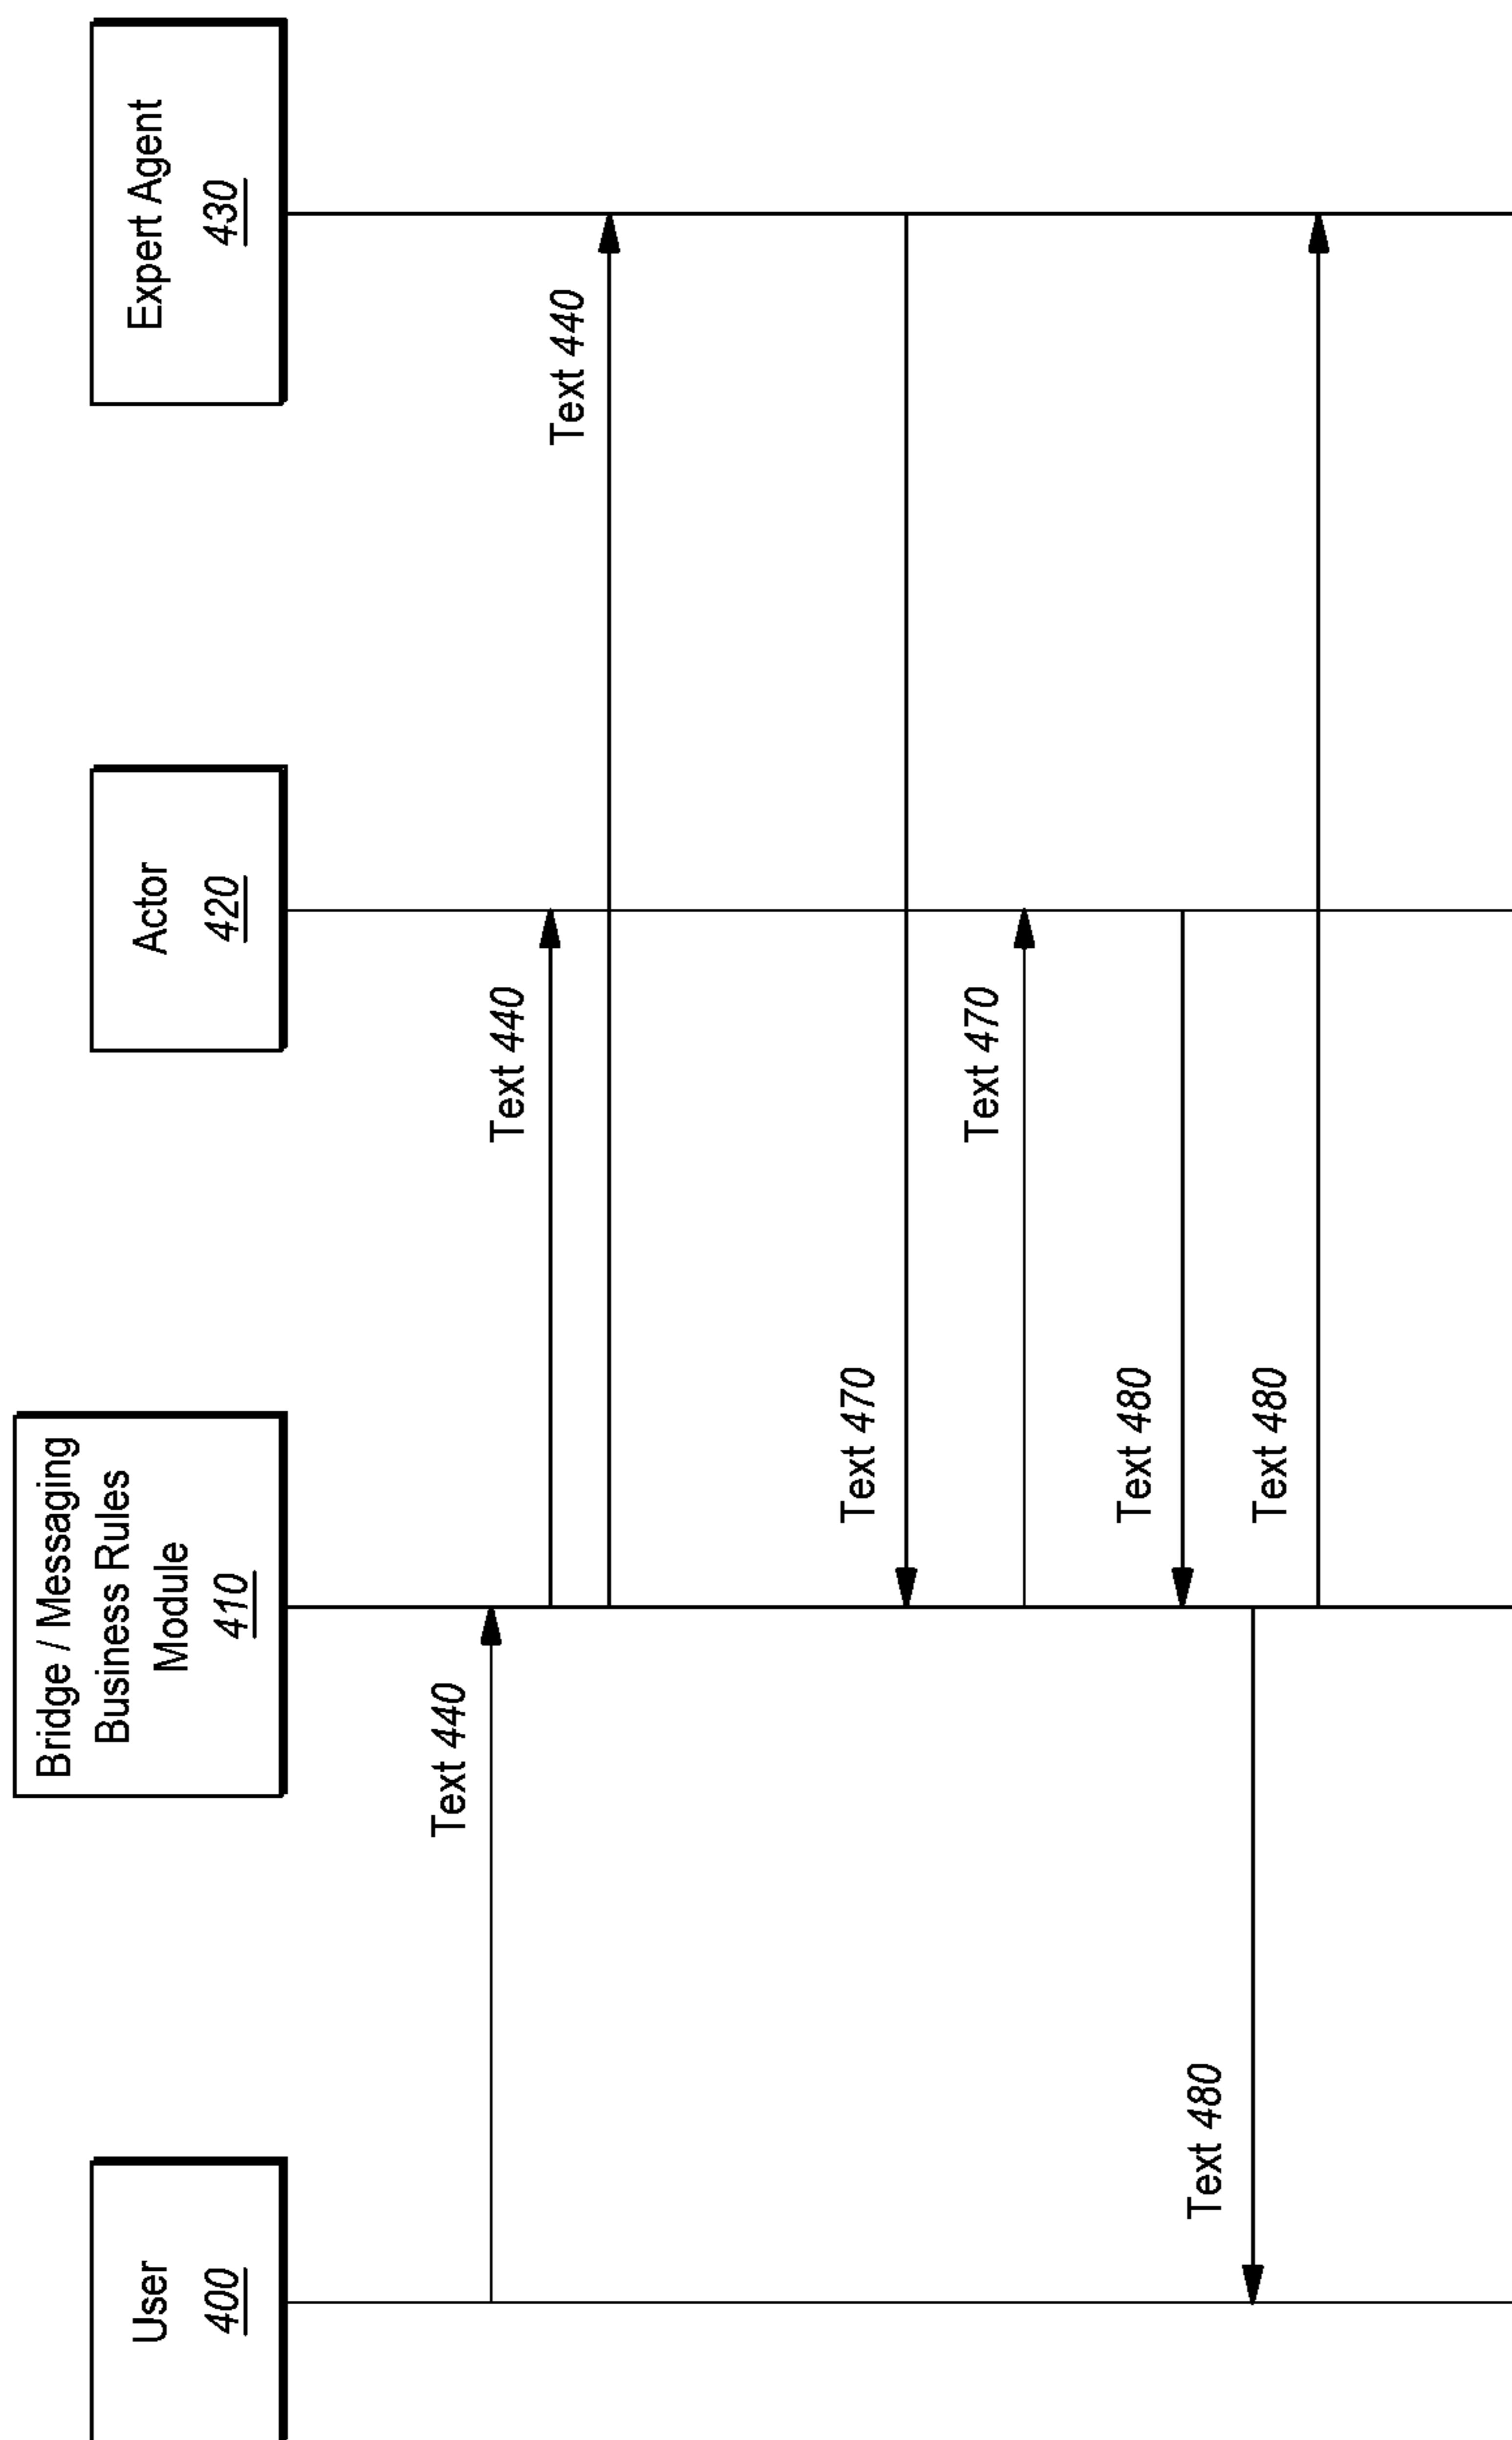 User
400
Bridge / Messaging
Business Rules
Module
410
Actor
420
Expert Agent
430
Text 440
Text 440
Text 440
Text 470
Text 470
Text 480
Text 480
Text 480